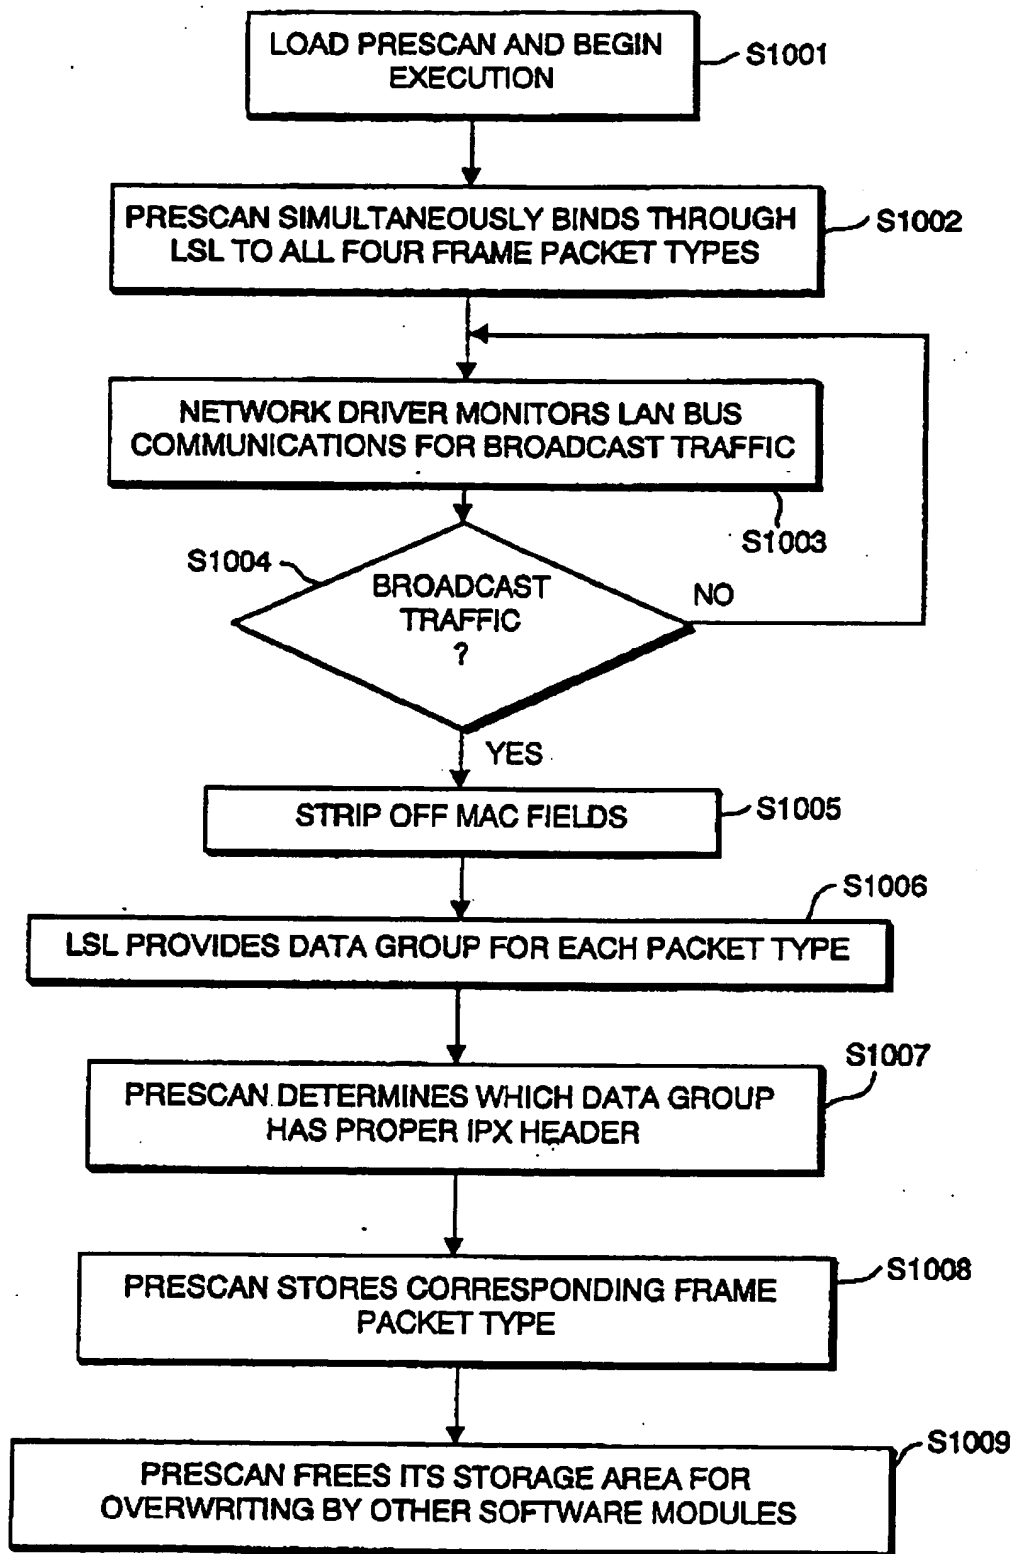 LOAD PRESCAN AND BEGIN
EXECUTION
S1001
PRESCAN SIMULTANEOUSLY BINDS THROUGH
LSL TO ALL FOUR FRAME PACKET TYPES
S1002
NETWORK DRIVER MONITORS LAN BUS
COMMUNICATIONS FOR BROADCAST TRAFFIC
S1003
S1004
BROADCAST
TRAFFIC
?
NO
YES
STRIP OFF MAC FIELDS
S1005
S1006
LSL PROVIDES DATA GROUP FOR EACH PACKET TYPE
S1007
PRESCAN DETERMINES WHICH DATA GROUP
HAS PROPER IPX HEADER
S1008
PRESCAN STORES CORRESPONDING FRAME
PACKET TYPE
S1009
PRESCAN FREES ITS STORAGE AREA FOR
OVERWRITING BY OTHER SOFTWARE MODULES